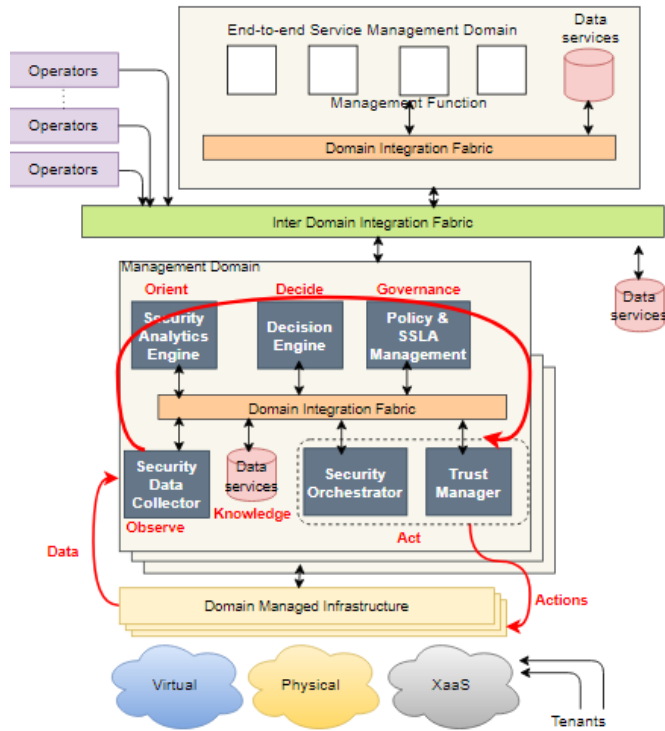 End-to-end Service Management Domain
Data
services
Operators
Operators
Operators
Management Function
Domain Integration Fabric
Inter Domain Integration Fabric
Management Domain
Orient
Decide
Governance
Security
Analytics
Engine
Decision
Engine
Policy &
SSLA
Management
Data
services
Domain Integration Fabric
Security
Data
Collector
Data
services
Security
Orchestrator
Trust
Manager
Observe
Knowledge
Act
Data
Actions
Domain Managed Infrastructure
Virtual
Physical
XaaS
Tenants